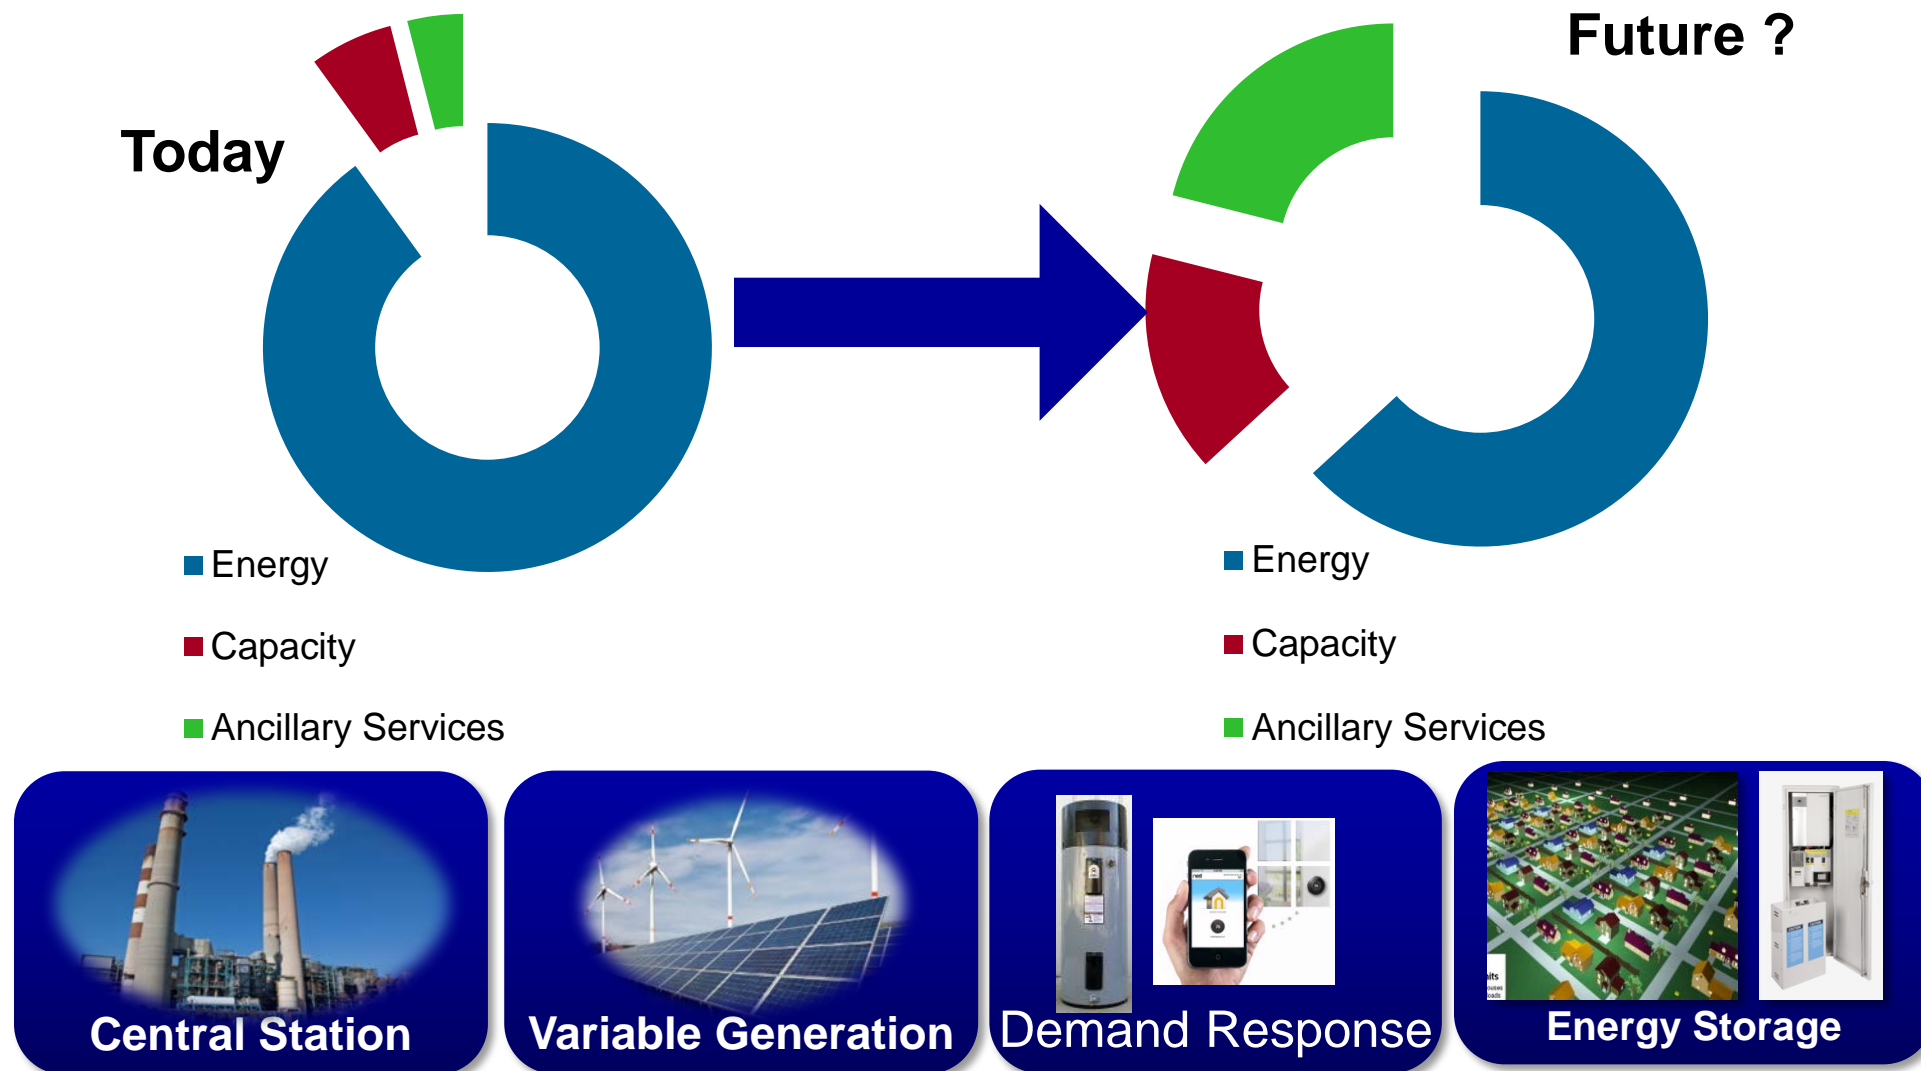 Future ?
Today
Energy
Capacity
Ancillary Services
Energy
Capacity
Ancillary Services
Central Station
Variable Generation
Demand Response
Energy Storage